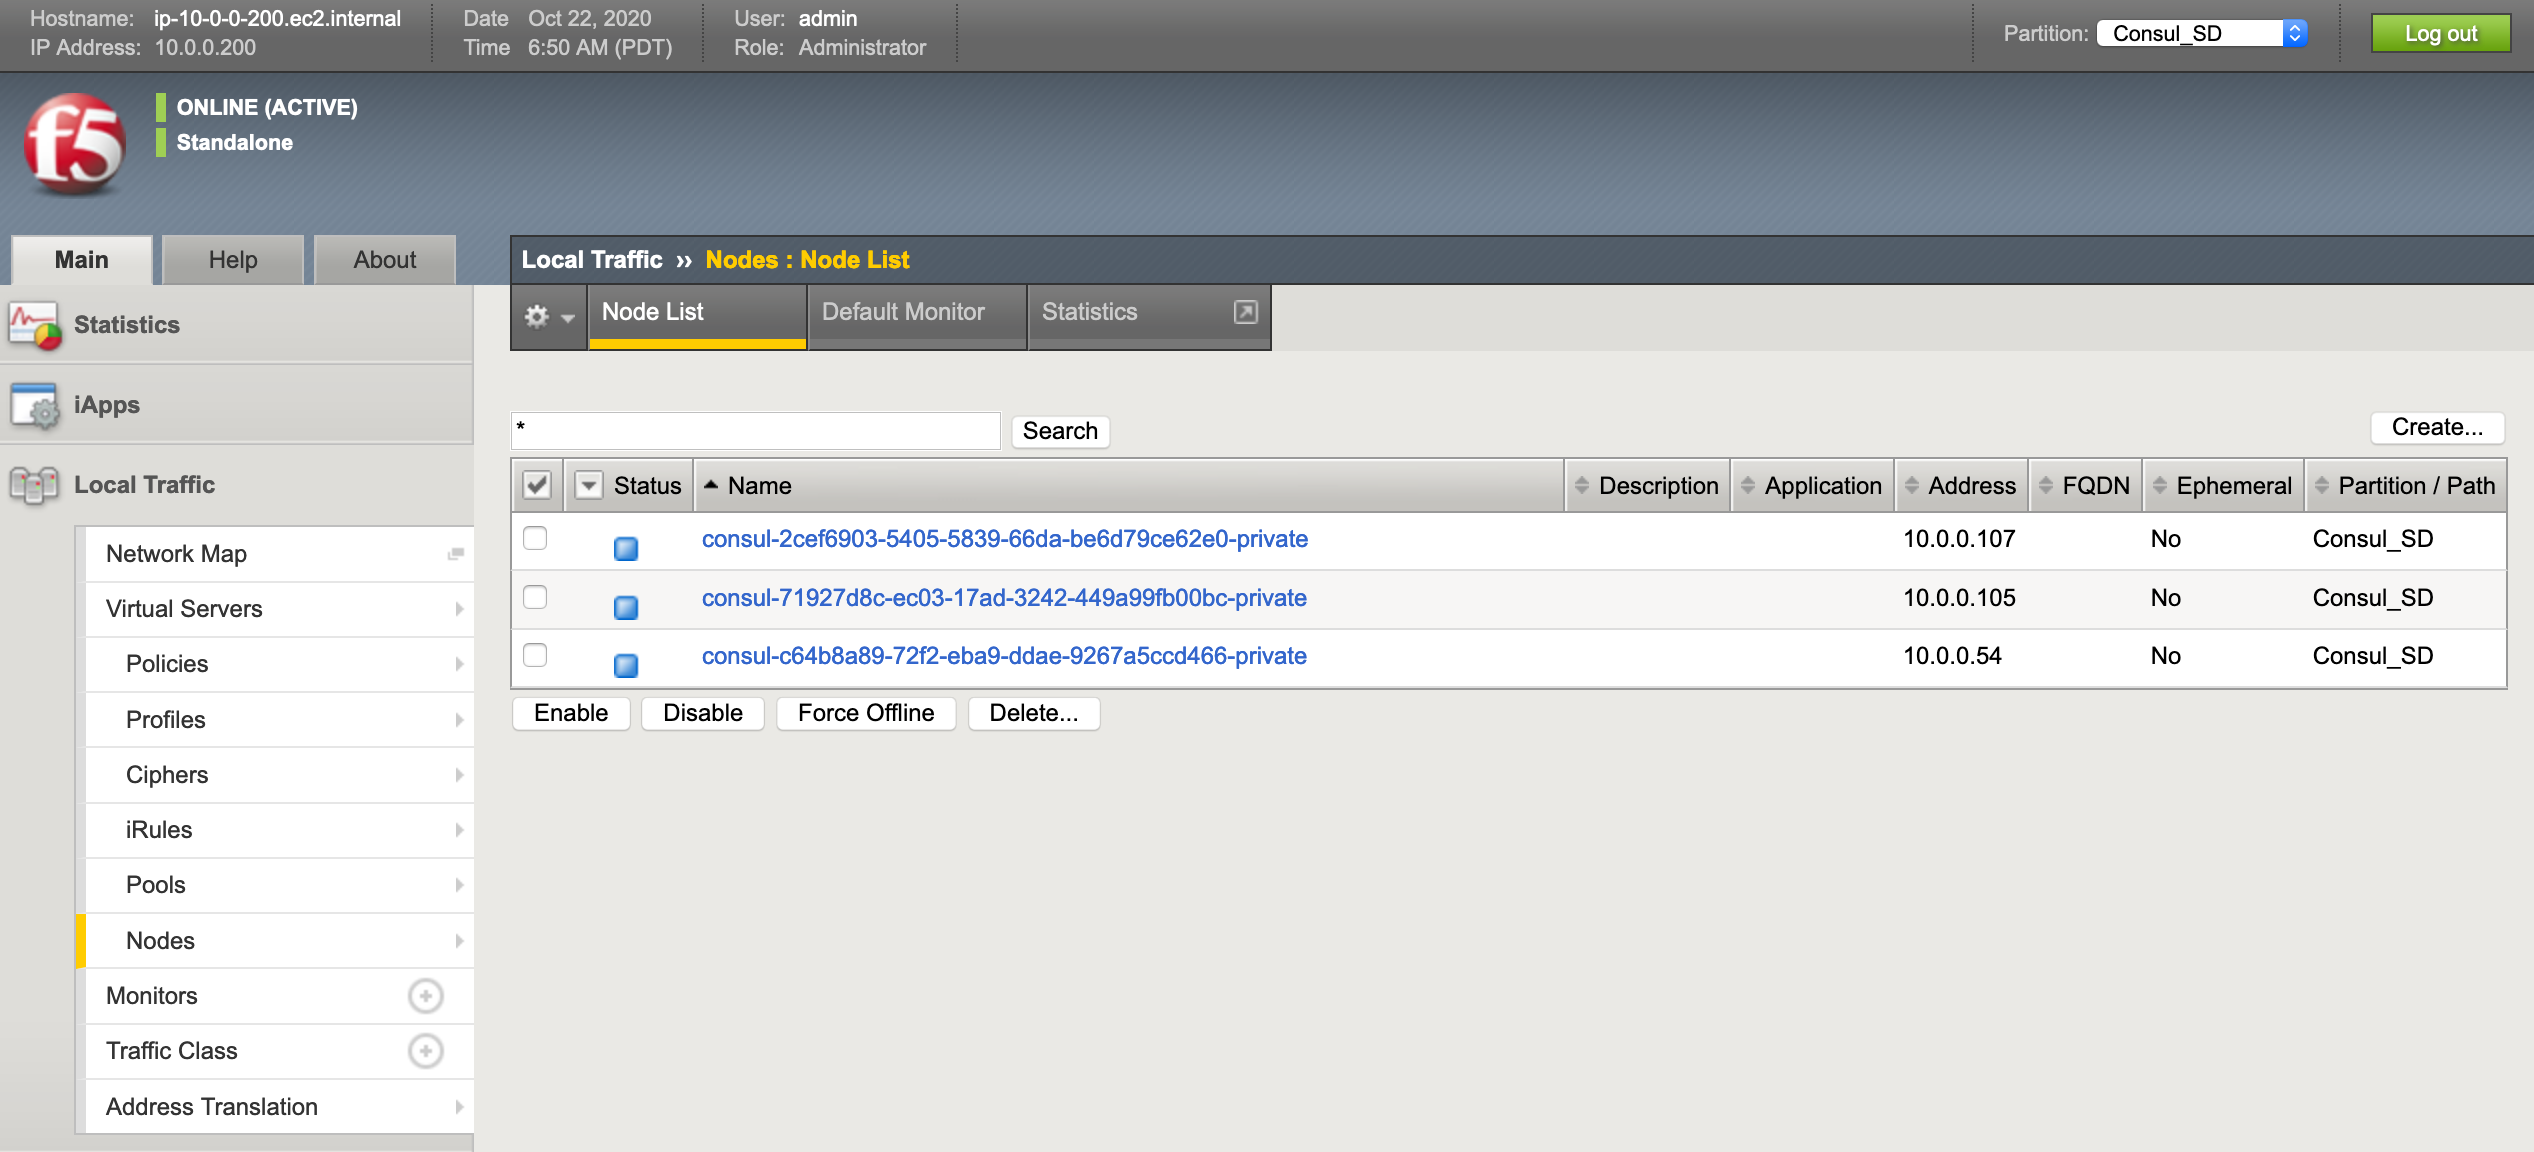 Hostname: ip-10-0-0-200.ec2.internal Date Oct 22, 2020 User: admin
IP Address: 10.0.0.200 Time 6:50 AM (PDT) Role: Administrator
Partition: Consul_SD Log out
f5
ONLINE (ACTIVE)
Standalone
Main Help About
Local Traffic ›› Nodes : Node List
Node List Default Monitor Statistics
Statistics
iApps
Local Traffic
Network Map
Virtual Servers
Policies
Profiles
Ciphers
iRules
Pools
Nodes
Monitors
Traffic Class
Address Translation
* Search Create...
Status Name Description Application Address FQDN Ephemeral Partition / Path
consul-2cef6903-5405-5839-66da-be6d79ce62e0-private 10.0.0.107 No Consul_SD
consul-71927d8c-ec03-17ad-3242-449a99fb00bc-private 10.0.0.105 No Consul_SD
consul-c64b8a89-72f2-eba9-ddae-9267a5ccd466-private 10.0.0.54 No Consul_SD
Enable Disable Force Offline Delete...